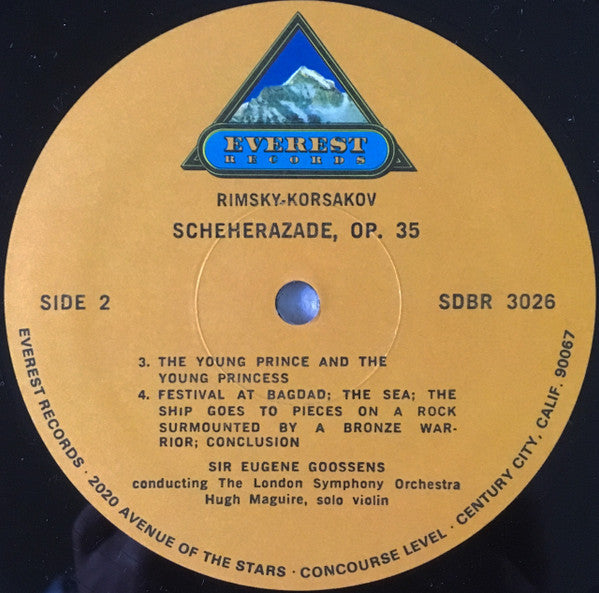 EVEREST
RECORDS
RIMSKY-KORSAKOV
SCHEHERAZADE, OP. 35
SIDE 2
SDBR 3026
3. THE YOUNG PRINCE AND THE
YOUNG PRINCESS
4. FESTIVAL AT BAGDAD; THE SEA; THE
SHIP GOES TO PIECES ON A ROCK
SURMOUNTED BY A BRONZE WAR-
RIOR; CONCLUSION
SIR EUGENE GOOSSENS
conducting The London Symphony Orchestra
Hugh Maguire, solo violin
EVEREST RECORDS · 2020 AVENUE OF THE STARS · CONCOURSE LEVEL · CENTURY CITY, CALIF. 90067